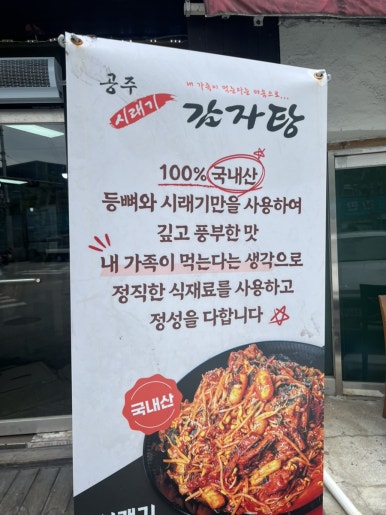 내 가족이 먹는다는 마음으로...
공주
시래기
감자탕
100% 국내산
등뼈와 시래기만을 사용하여
깊고 풍부한 맛
내 가족이 먹는다는 생각으로
정직한 식재료를 사용하고
정성을 다합니다
국내산